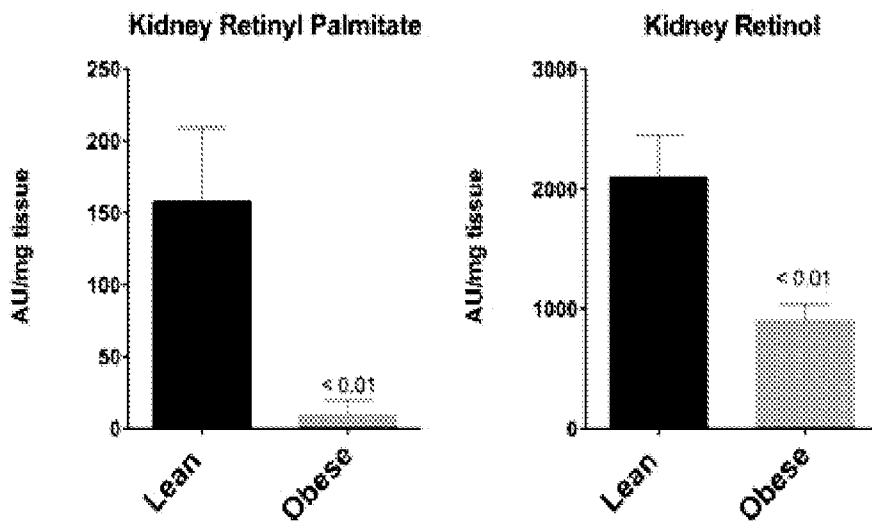 Kidney Retinyl Palmitate
AU/mg tissue
250
200
150
100
50
0
< 0.01
Lean
Obese
Kidney Retinol
AU/mg tissue
3000
2000
1000
0
< 0.01
Lean
Obese